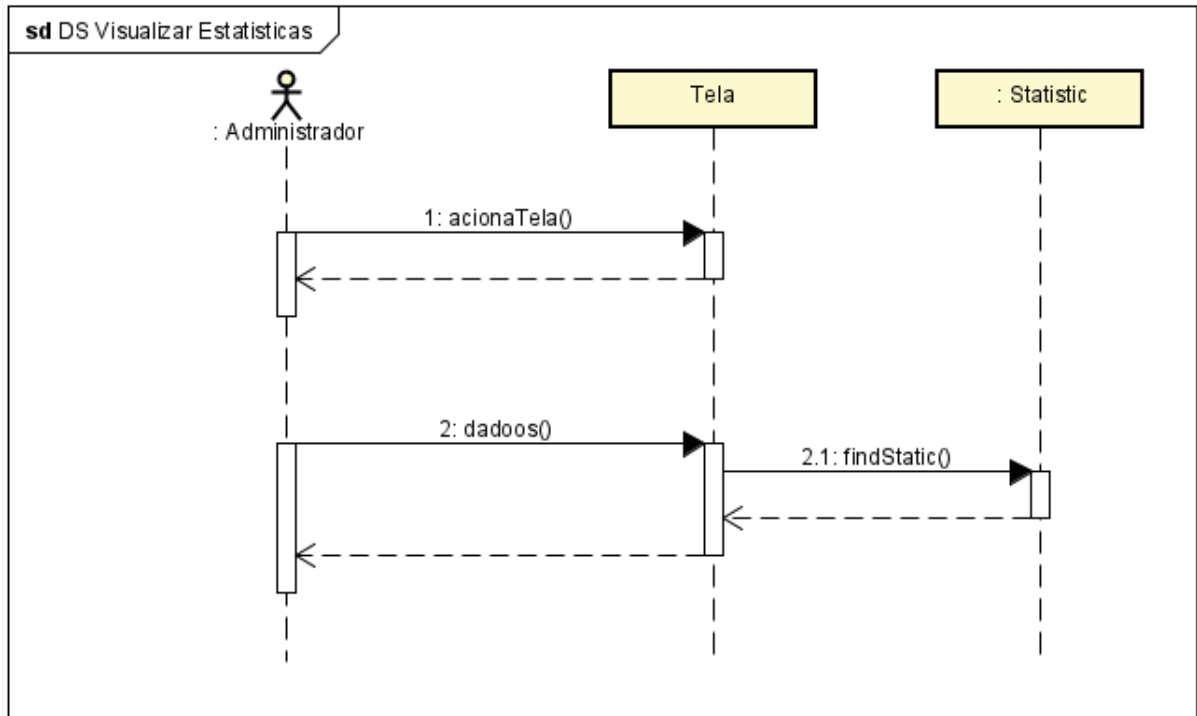 sd DS Visualizar Estatisticas
: Administrador
Tela
: Statistic
1: acionaTela()
2: dadoos()
2.1: findStatic()